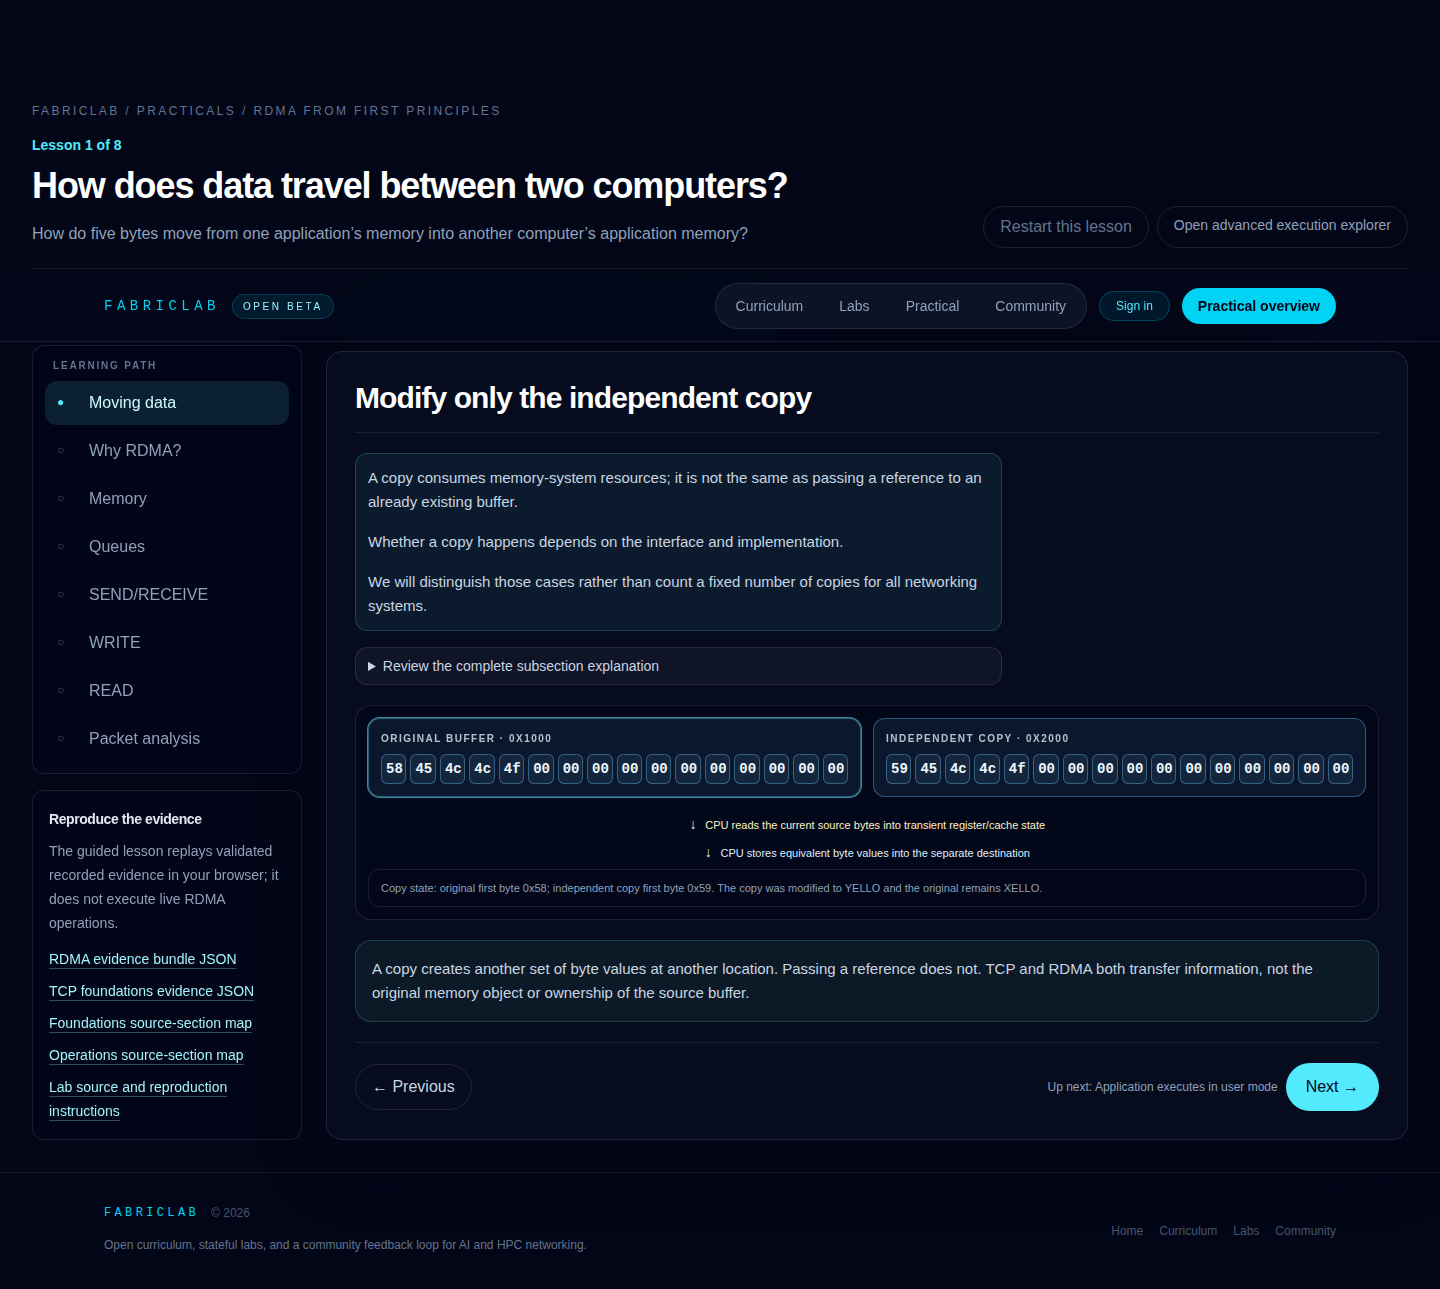 FABRICLAB / PRACTICALS / RDMA FROM FIRST PRINCIPLES
Lesson 1 of 8
How does data travel between two computers?
How do five bytes move from one application’s memory into another computer’s application memory?
Restart this lesson
Open advanced execution explorer
FABRICLAB
OPEN BETA
Curriculum
Labs
Practical
Community
Sign in
Practical overview
LEARNING PATH
● Moving data
○ Why RDMA?
○ Memory
○ Queues
○ SEND/RECEIVE
○ WRITE
○ READ
○ Packet analysis
Reproduce the evidence
The guided lesson replays validated
recorded evidence in your browser; it
does not execute live RDMA
operations.
RDMA evidence bundle JSON
TCP foundations evidence JSON
Foundations source-section map
Operations source-section map
Lab source and reproduction
instructions
Modify only the independent copy
A copy consumes memory-system resources; it is not the same as passing a reference to an
already existing buffer.
Whether a copy happens depends on the interface and implementation.
We will distinguish those cases rather than count a fixed number of copies for all networking
systems.
▶ Review the complete subsection explanation
ORIGINAL BUFFER · 0X1000
58 45 4c 4c 4f 00 00 00 00 00 00 00 00 00 00 00
INDEPENDENT COPY · 0X2000
59 45 4c 4c 4f 00 00 00 00 00 00 00 00 00 00 00
↓ CPU reads the current source bytes into transient register/cache state
↓ CPU stores equivalent byte values into the separate destination
Copy state: original first byte 0x58; independent copy first byte 0x59. The copy was modified to YELLO and the original remains XELLO.
A copy creates another set of byte values at another location. Passing a reference does not. TCP and RDMA both transfer information, not the
original memory object or ownership of the source buffer.
← Previous
Up next: Application executes in user mode
Next →
FABRICLAB © 2026
Open curriculum, stateful labs, and a community feedback loop for AI and HPC networking.
Home
Curriculum
Labs
Community